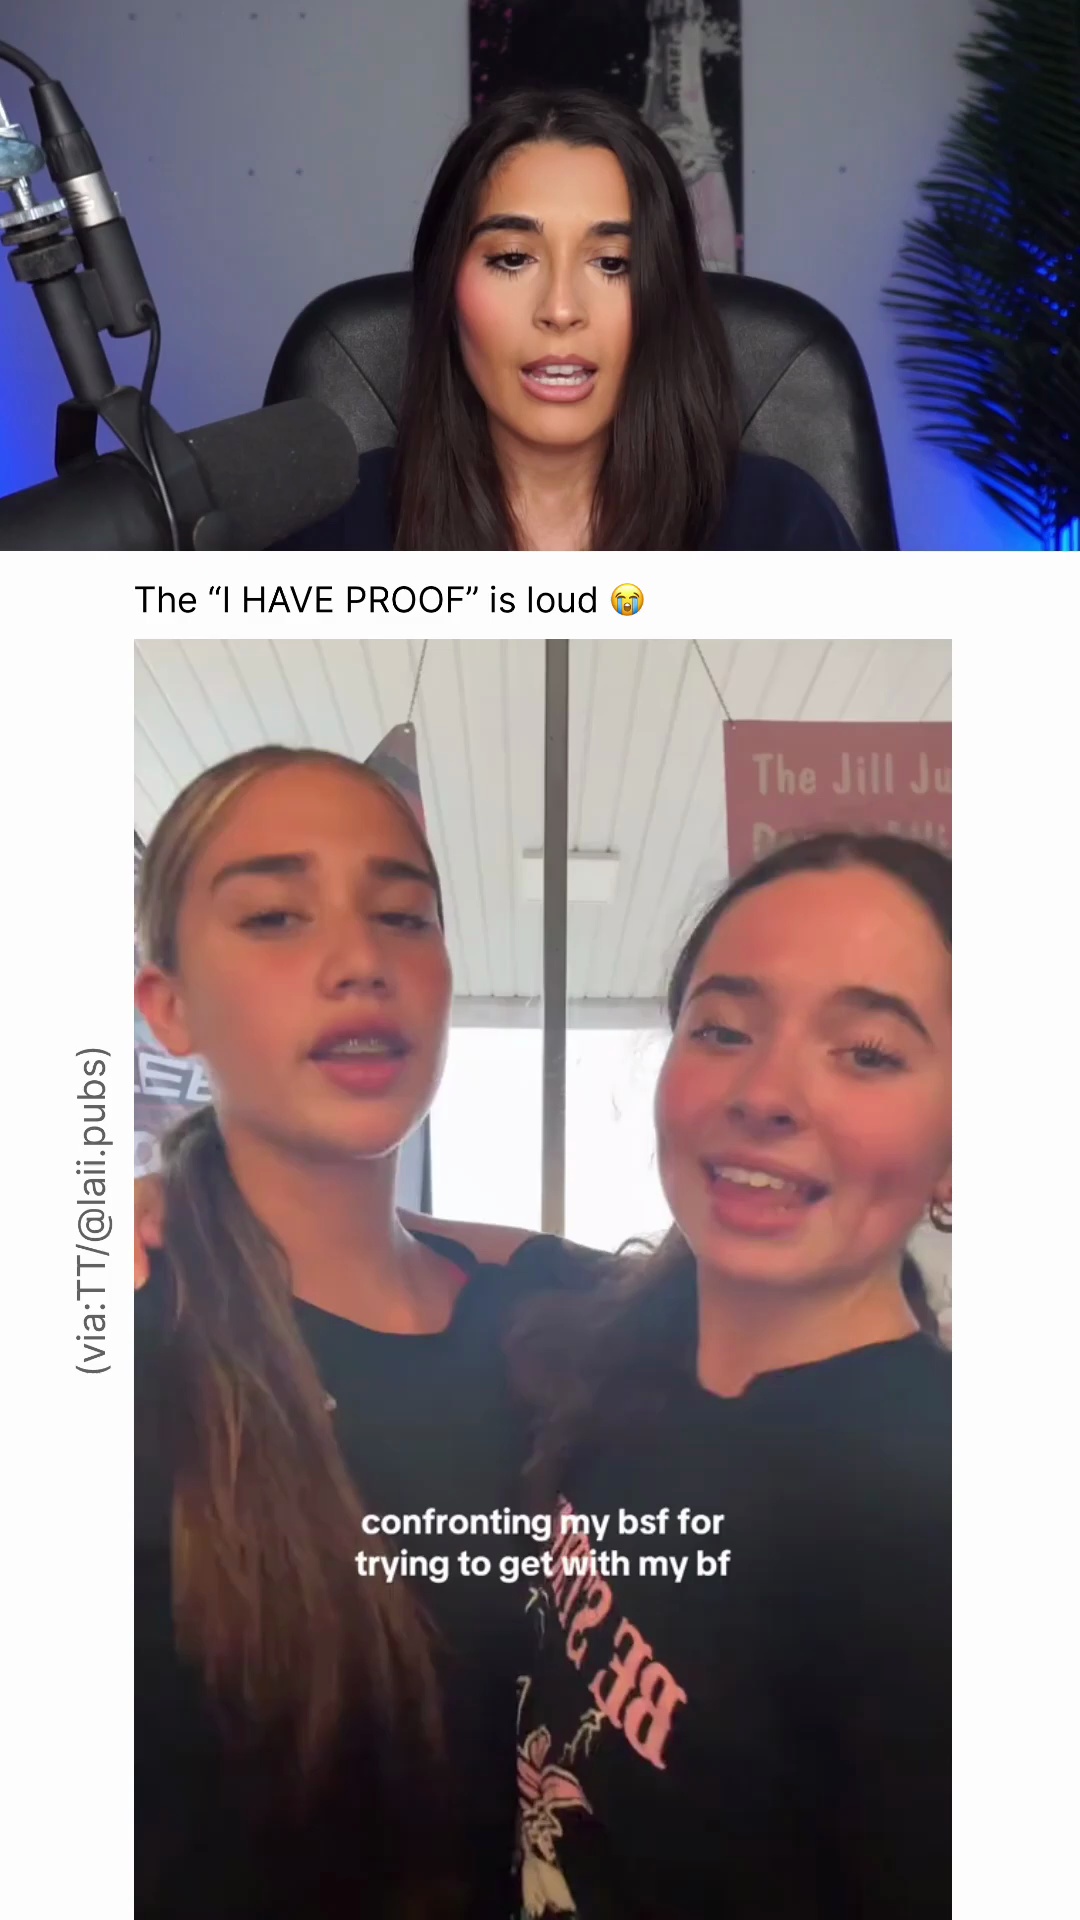 The “I HAVE PROOF” is loud 😭
The Jill Ju
(via:TT/@laii.pubs)
confronting my bsf for
trying to get with my bf
BE